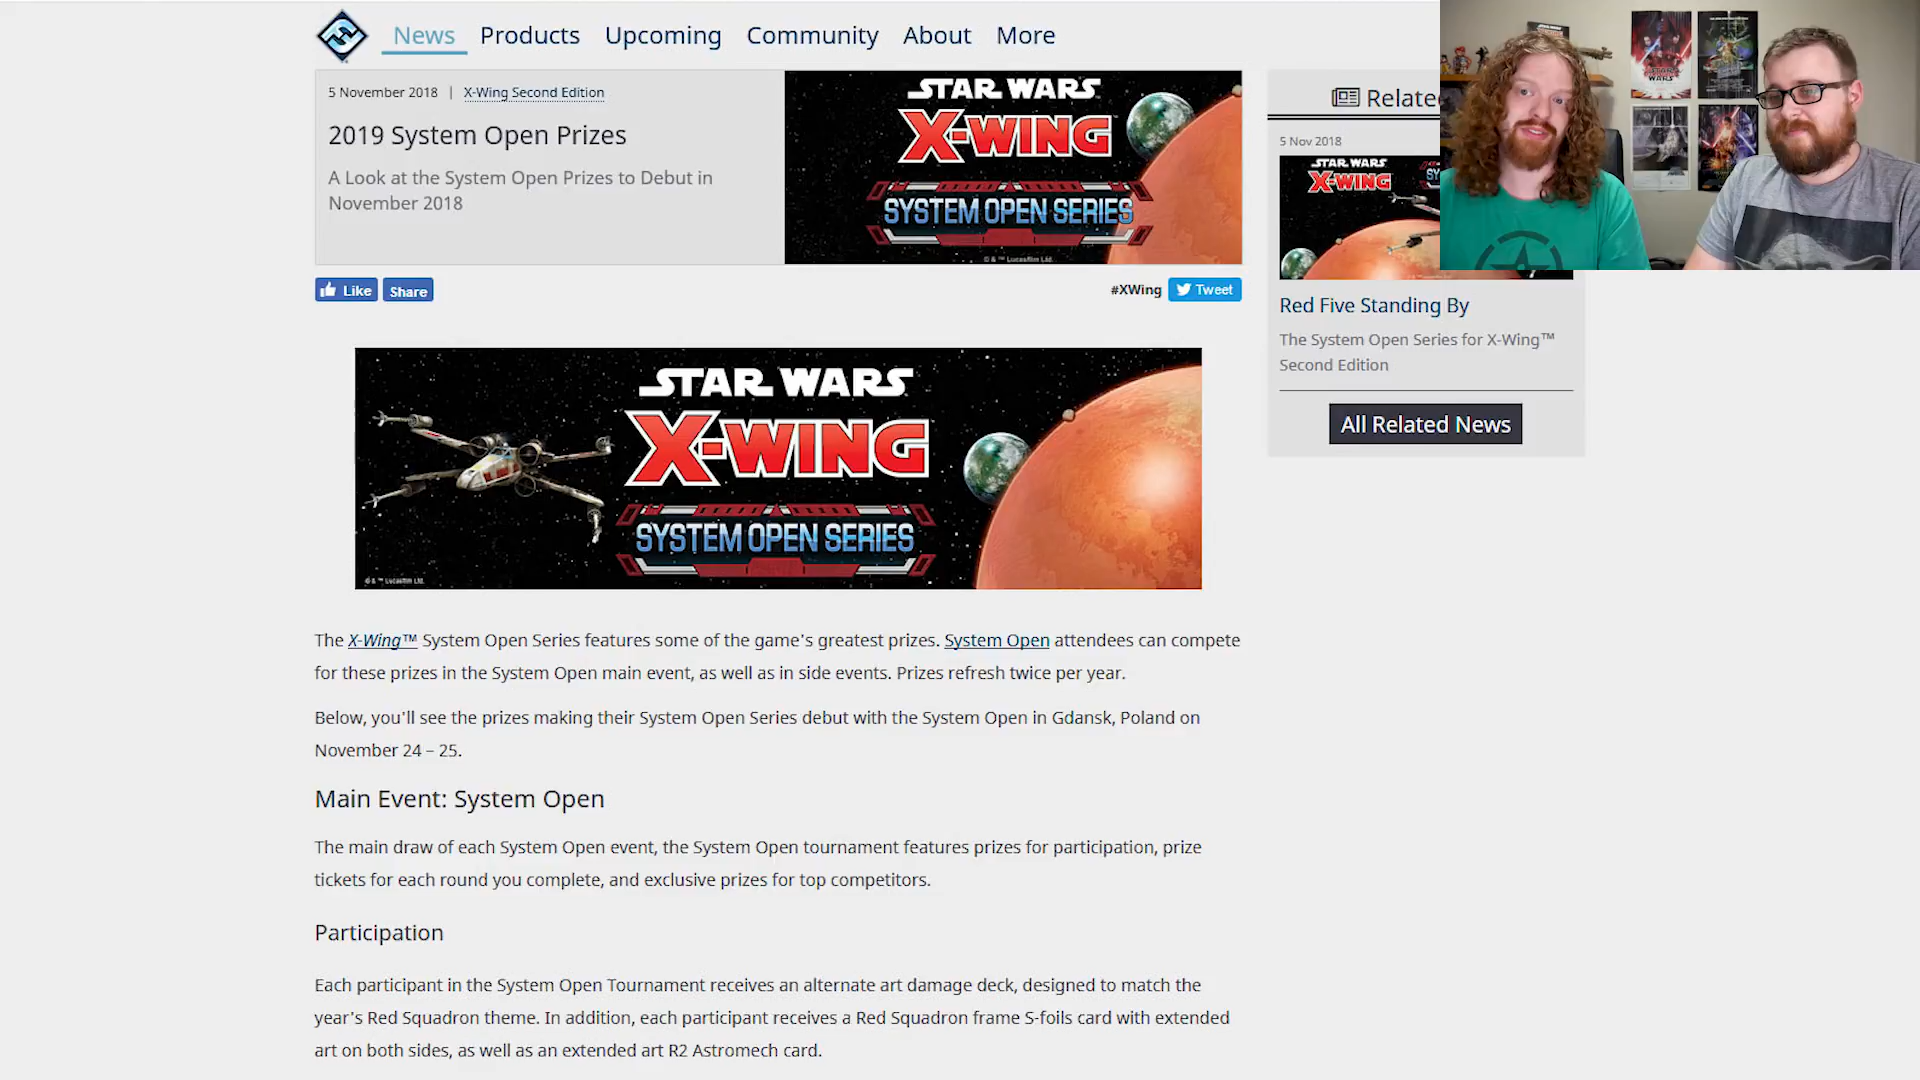 News Products Upcoming Community About More
5 November 2018 | X-Wing Second Edition
2019 System Open Prizes
A Look at the System Open Prizes to Debut in
November 2018
STAR WARS
X-WING
SYSTEM OPEN SERIES
© & ™ Lucasfilm Ltd.
Like Share
#XWing Tweet
STAR WARS
X-WING
SYSTEM OPEN SERIES
© & ™ Lucasfilm Ltd.
The X-Wing™ System Open Series features some of the game's greatest prizes. System Open attendees can compete
for these prizes in the System Open main event, as well as in side events. Prizes refresh twice per year.
Below, you'll see the prizes making their System Open Series debut with the System Open in Gdansk, Poland on
November 24 – 25.
Main Event: System Open
The main draw of each System Open event, the System Open tournament features prizes for participation, prize
tickets for each round you complete, and exclusive prizes for top competitors.
Participation
Each participant in the System Open Tournament receives an alternate art damage deck, designed to match the
year's Red Squadron theme. In addition, each participant receives a Red Squadron frame S-foils card with extended
art on both sides, as well as an extended art R2 Astromech card.
Relate
5 Nov 2018
STAR WARS
X-WING
Red Five Standing By
The System Open Series for X-Wing™
Second Edition
All Related News